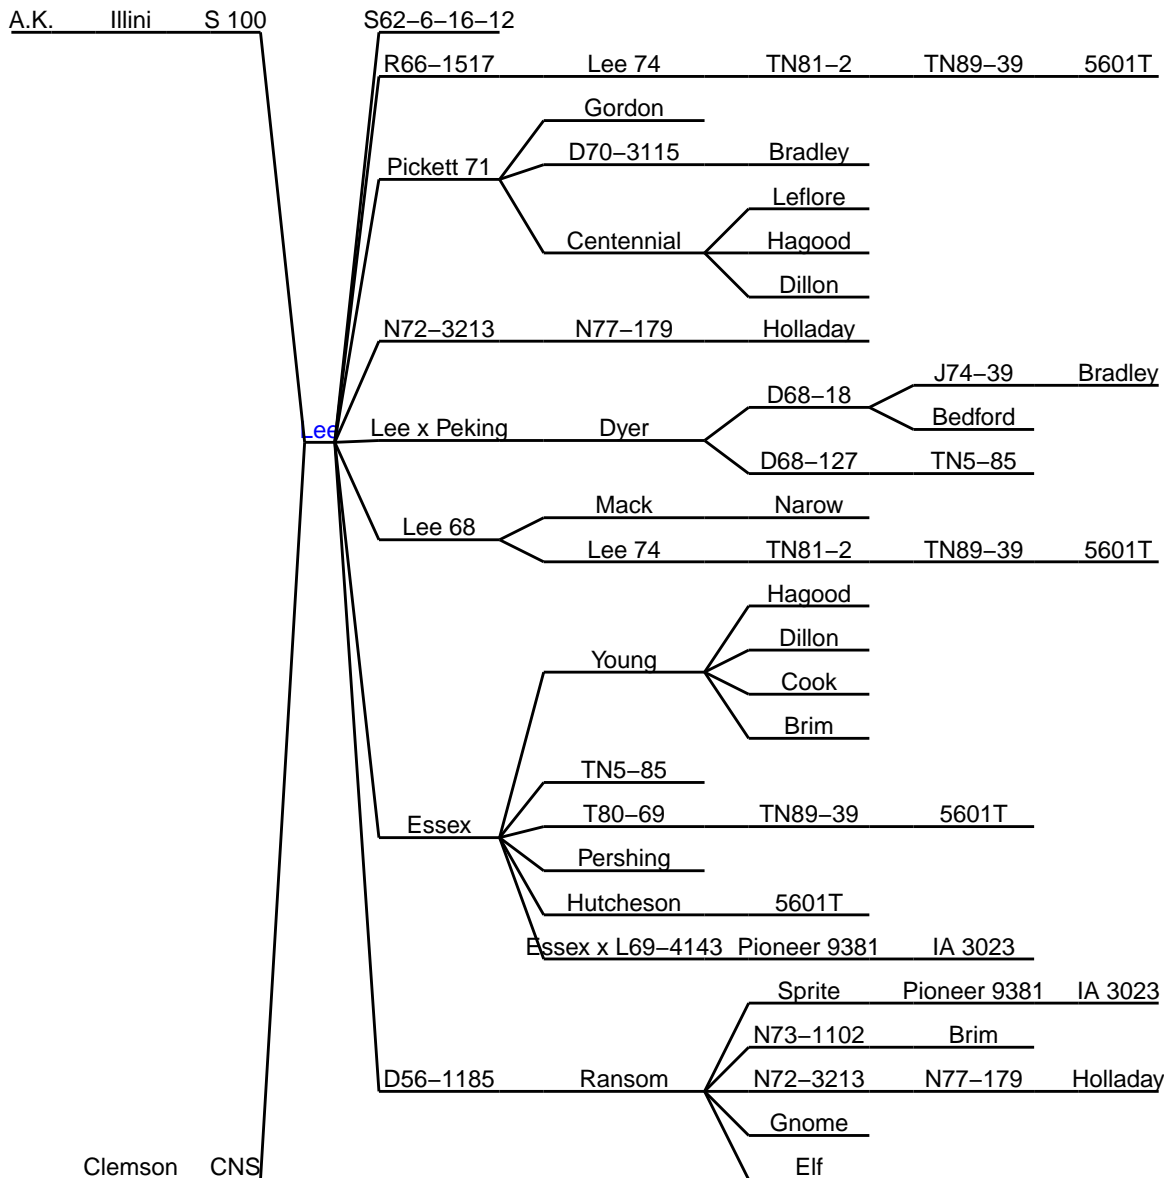 A.K. Illini S 100 S62−6−16−12
R66−1517 Lee 74 TN81−2 TN89−39 5601T
Gordon
D70−3115 Bradley
Pickett 71
Leflore
Centennial Hagood
Dillon
N72−3213 N77−179 Holladay
J74−39 Bradley
D68−18
Bedford
Lee Lee x Peking Dyer
D68−127 TN5−85
Mack Narow
Lee 68
Lee 74 TN81−2 TN89−39 5601T
Hagood
Dillon
Young
Cook
Brim
TN5−85
T80−69 TN89−39 5601T
Essex
Pershing
Hutcheson 5601T
Essex x L69−4143 Pioneer 9381 IA 3023
Sprite Pioneer 9381 IA 3023
N73−1102 Brim
D56−1185 Ransom N72−3213 N77−179 Holladay
Gnome
Clemson CNS Elf